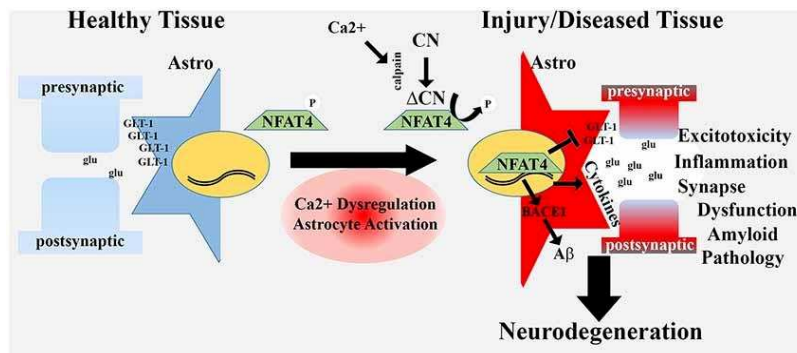 Healthy Tissue
Injury/Diseased Tissue
Ca2+
CN
calpain
ΔCN
P
NFAT4
Astro
presynaptic
GLT-1
GLT-1
GLT-1
GLT-1
glu
glu
postsynaptic
P
NFAT4
Ca2+ Dysregulation
Astrocyte Activation
Astro
presynaptic
GLT-1
GLT-1
NFAT4
glu
glu
glu
glu
glu
Cytokines
BACE1
Aβ
postsynaptic
Excitotoxicity
Inflammation
Synapse
Dysfunction
Amyloid
Pathology
Neurodegeneration